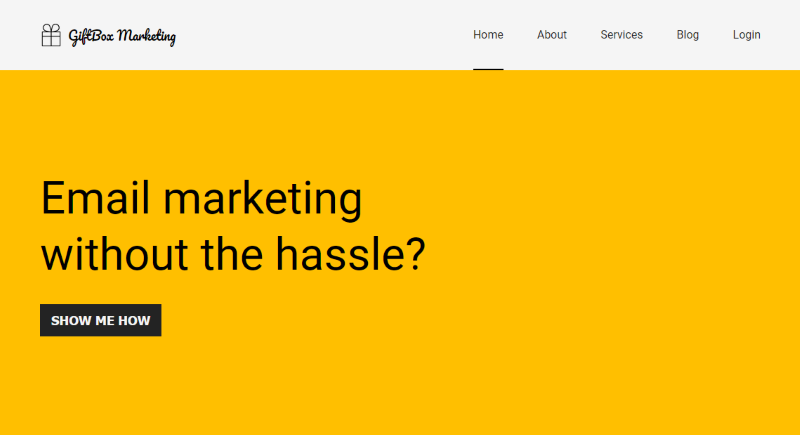 GiftBox Marketing
Home About Services Blog Login
Email marketing
without the hassle?
SHOW ME HOW